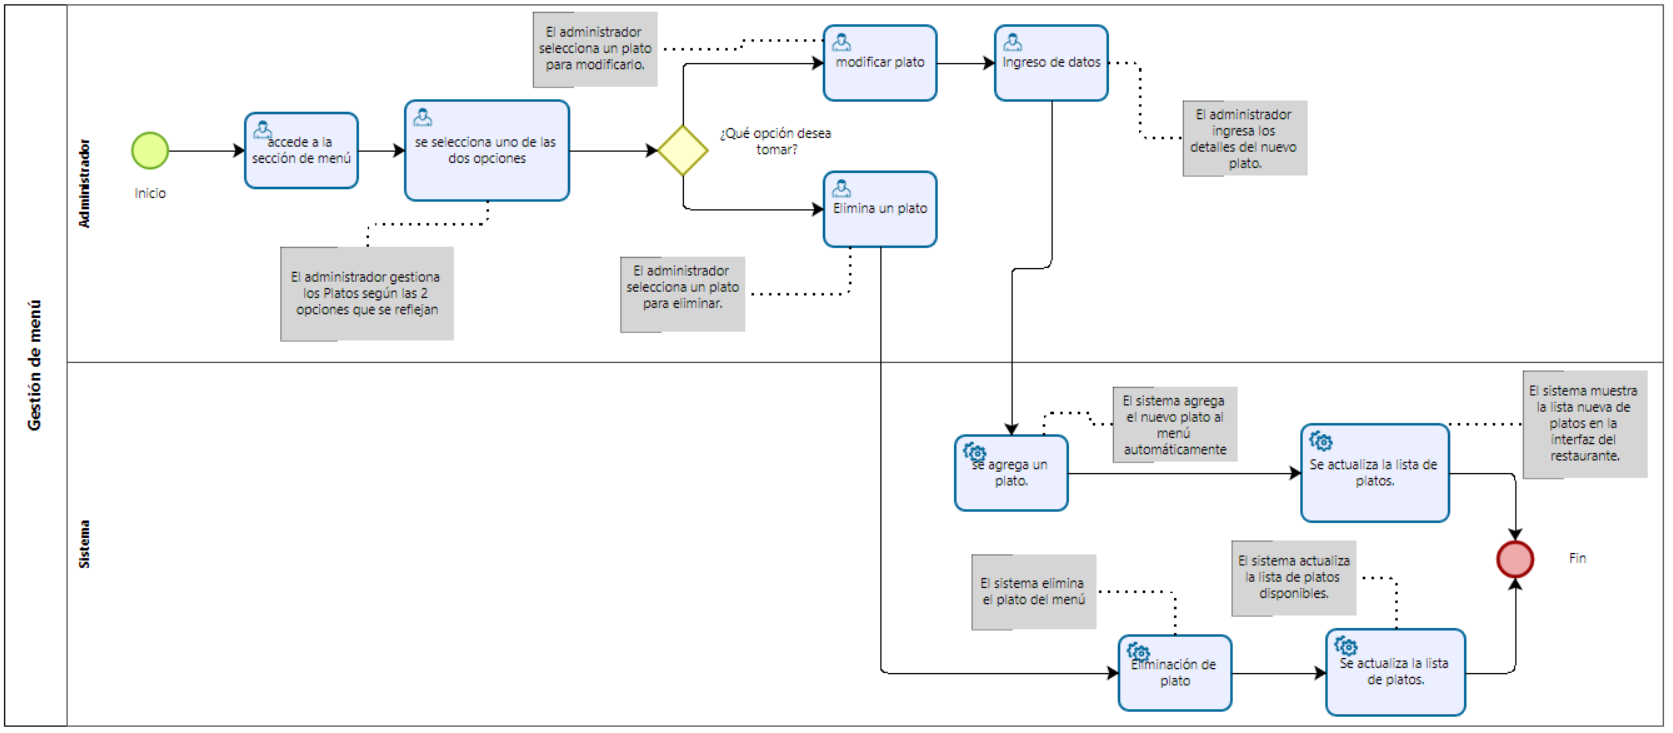 Gestión de menú
Administrador
Inicio
accede a la
sección de menú
se selecciona uno de las
dos opciones
El administrador gestiona
los Platos según las 2
opciones que se reflejan
¿Qué opción desea
tomar?
El administrador
selecciona un plato
para modificarlo.
modificar plato
Ingreso de datos
El administrador
ingresa los
detalles del nuevo
plato.
Elimina un plato
El administrador
selecciona un plato
para eliminar.
Sistema
se agrega un
plato.
El sistema agrega
el nuevo plato al
menú
automáticamente
Se actualiza la lista de
platos.
El sistema muestra
la lista nueva de
platos en la
interfaz del
restaurante.
Fin
El sistema elimina
el plato del menú
Eliminación de
plato
El sistema actualiza
la lista de platos
disponibles.
Se actualiza la lista
de platos.